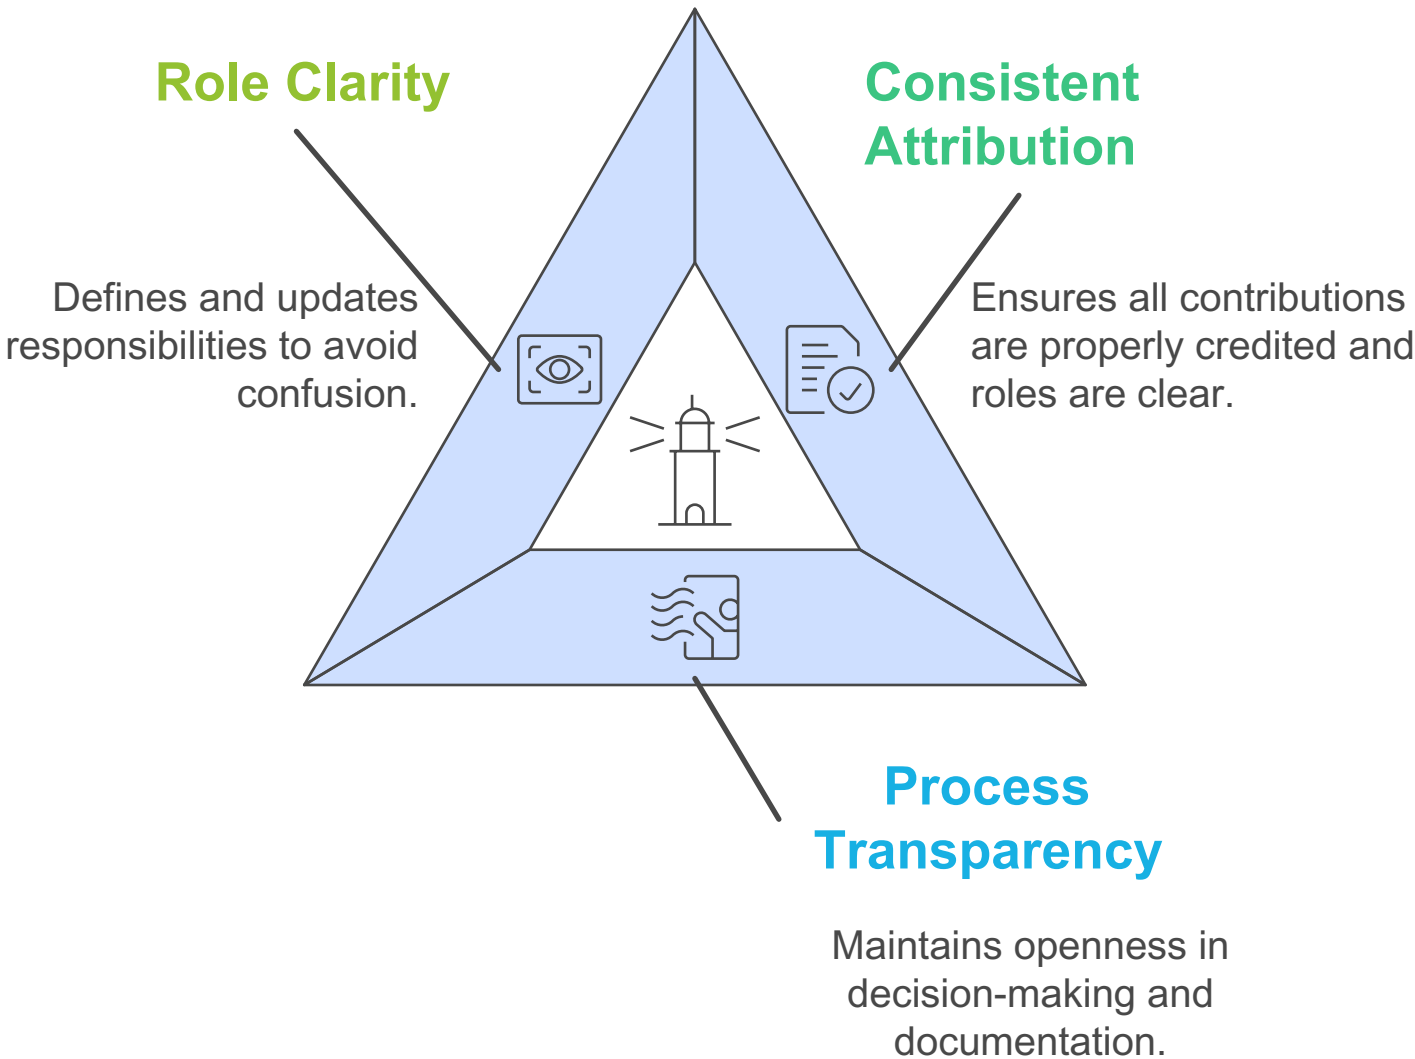 Role Clarity
Defines and updates
responsibilities to avoid
confusion.
Consistent
Attribution
Ensures all contributions
are properly credited and
roles are clear.
Process
Transparency
Maintains openness in
decision-making and
documentation.